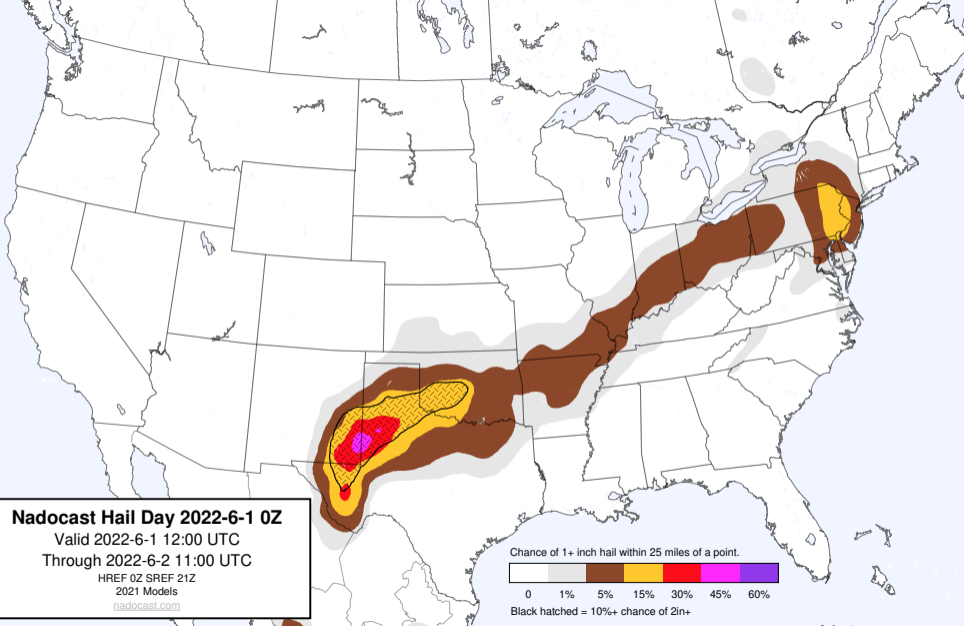 Nadocast Hail Day 2022-6-1 0Z
Valid 2022-6-1 12:00 UTC
Through 2022-6-2 11:00 UTC
HREF 0Z SREF 21Z
2021 Models
nadocast.com
Chance of 1+ inch hail within 25 miles of a point.
0 1% 5% 15% 30% 45% 60%
Black hatched = 10%+ chance of 2in+